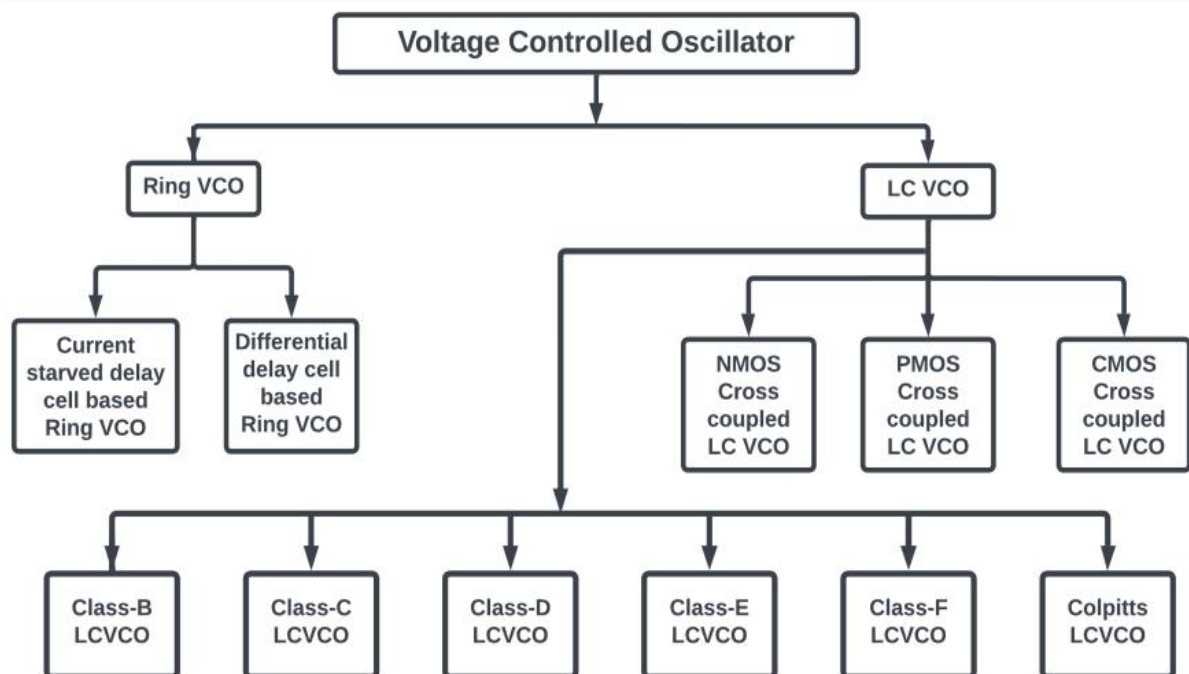 Voltage Controlled Oscillator
Ring VCO
LC VCO
Current
starved delay
cell based
Ring VCO
Differential
delay cell
based
Ring VCO
NMOS
Cross
coupled
LC VCO
PMOS
Cross
coupled
LC VCO
CMOS
Cross
coupled
LC VCO
Class-B
LCVCO
Class-C
LCVCO
Class-D
LCVCO
Class-E
LCVCO
Class-F
LCVCO
Colpitts
LCVCO